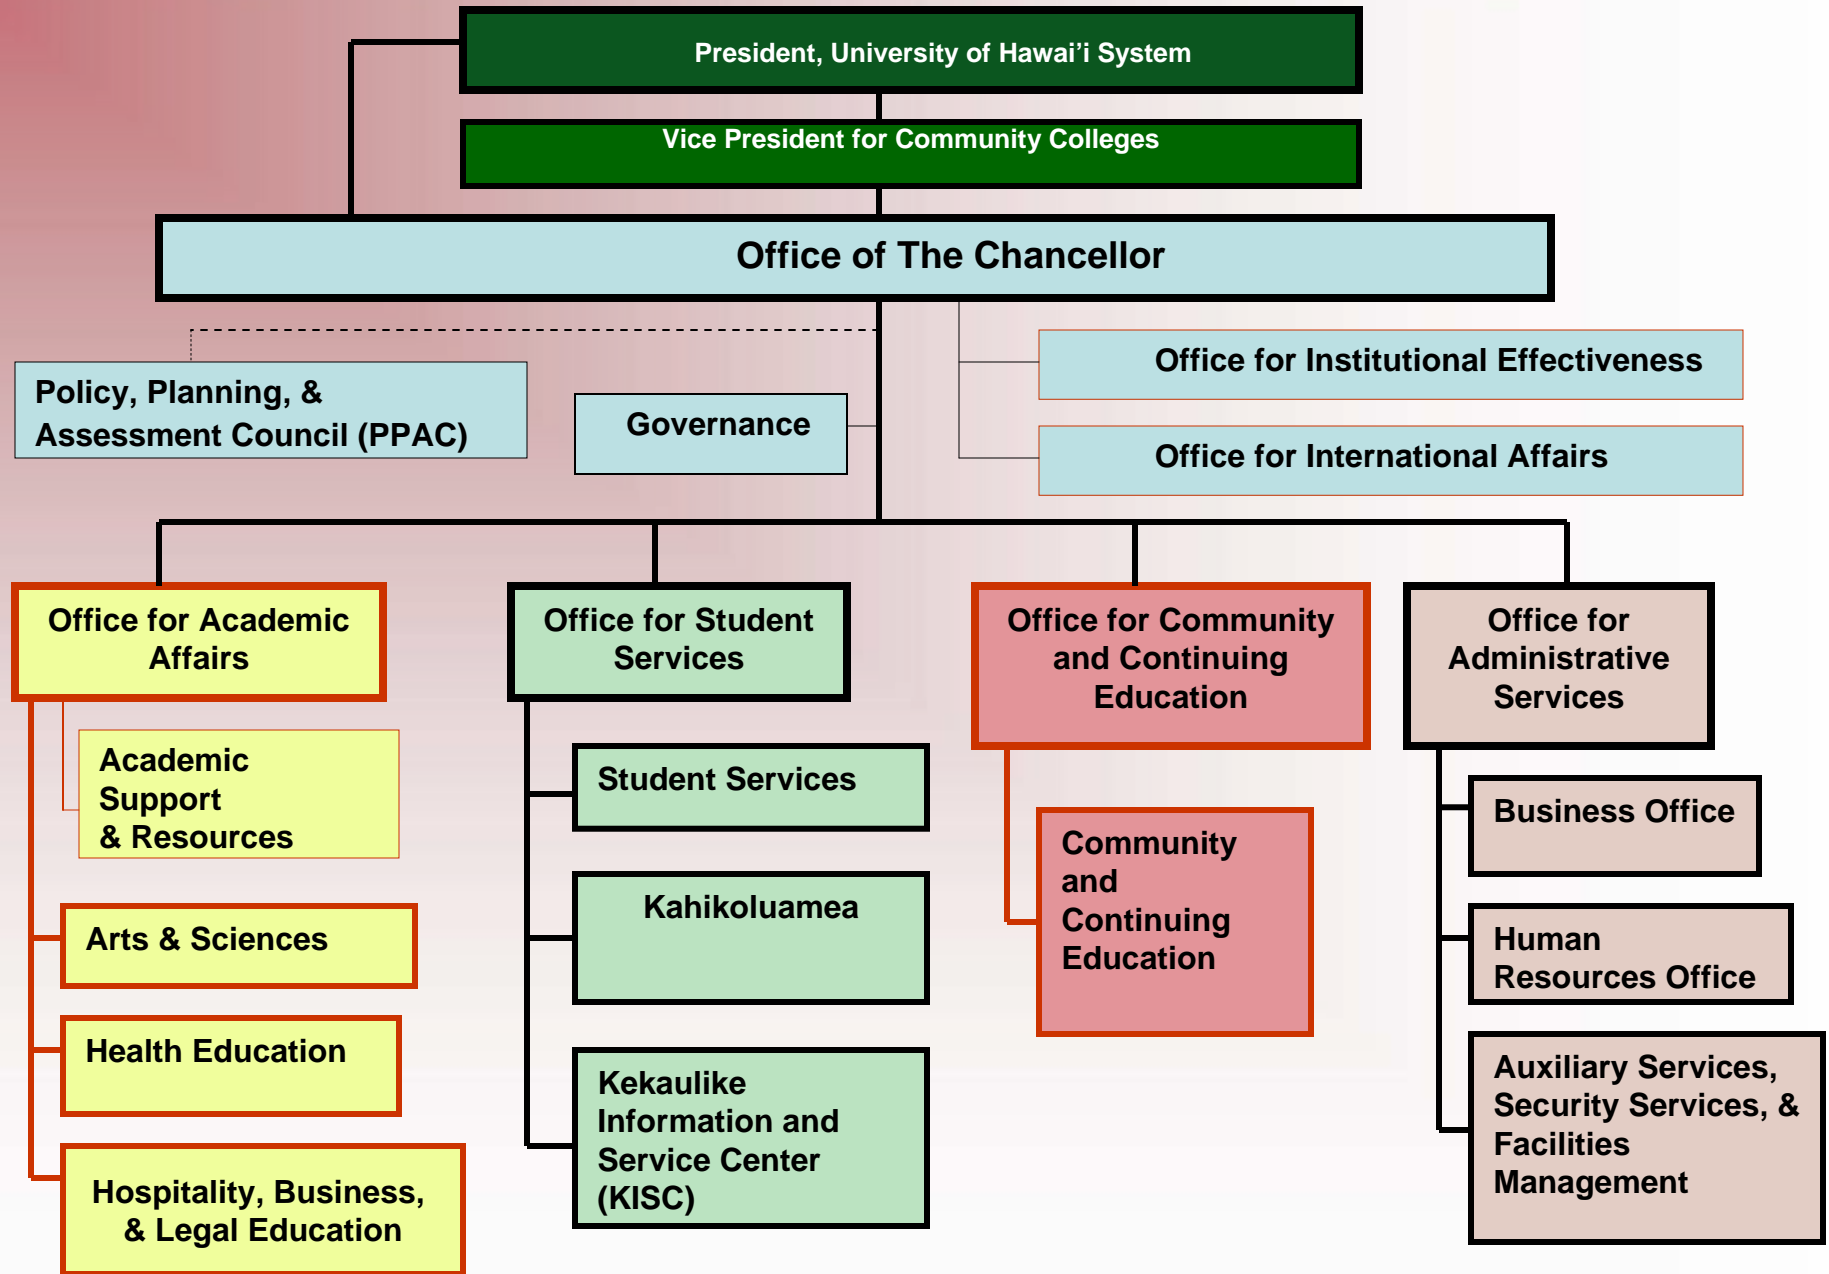 President, University of Hawai’i System
Vice President for Community Colleges
Office of The Chancellor
Policy, Planning, &
Assessment Council (PPAC)
Governance
Office for Institutional Effectiveness
Office for International Affairs
Office for Academic
Affairs
Academic
Support
& Resources
Arts & Sciences
Health Education
Hospitality, Business,
& Legal Education
Office for Student
Services
Student Services
Kahikoluamea
Kekaulike
Information and
Service Center
(KISC)
Office for Community
and Continuing
Education
Community
and
Continuing
Education
Office for
Administrative
Services
Business Office
Human
Resources Office
Auxiliary Services,
Security Services, &
Facilities
Management